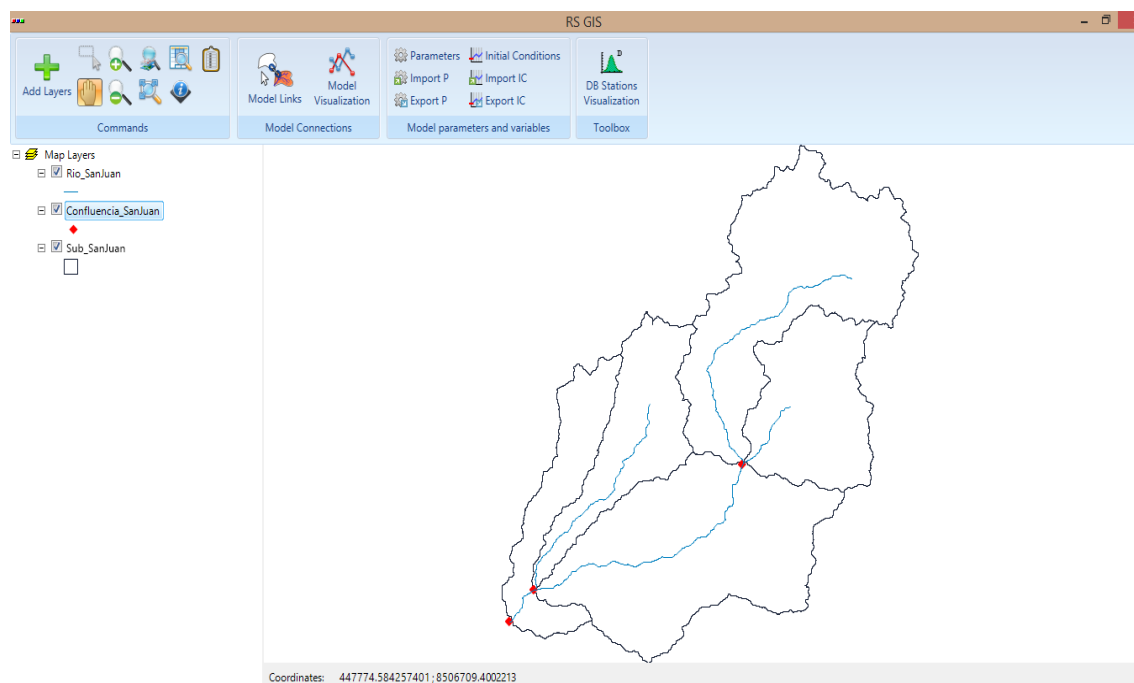 RS GIS
Add Layers
Commands
Model Links
Model Visualization
Model Connections
Parameters
Initial Conditions
Import P
Import IC
Export P
Export IC
Model parameters and variables
D
DB Stations Visualization
Toolbox
Map Layers
Rio_SanJuan
Confluencia_SanJuan
Sub_SanJuan
Coordinates: 447774.584257401 ; 8506709.4002213